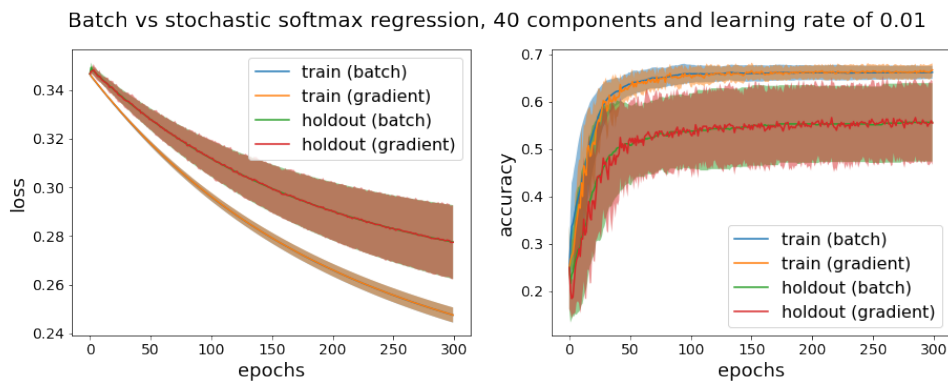 Batch vs stochastic softmax regression, 40 components and learning rate of 0.01
0.34
0.32
0.30
0.28
0.26
0.24
loss
0
50
100
150
200
250
300
epochs
train (batch)
train (gradient)
holdout (batch)
holdout (gradient)
0.7
0.6
0.5
0.4
0.3
0.2
accuracy
0
50
100
150
200
250
300
epochs
train (batch)
train (gradient)
holdout (batch)
holdout (gradient)